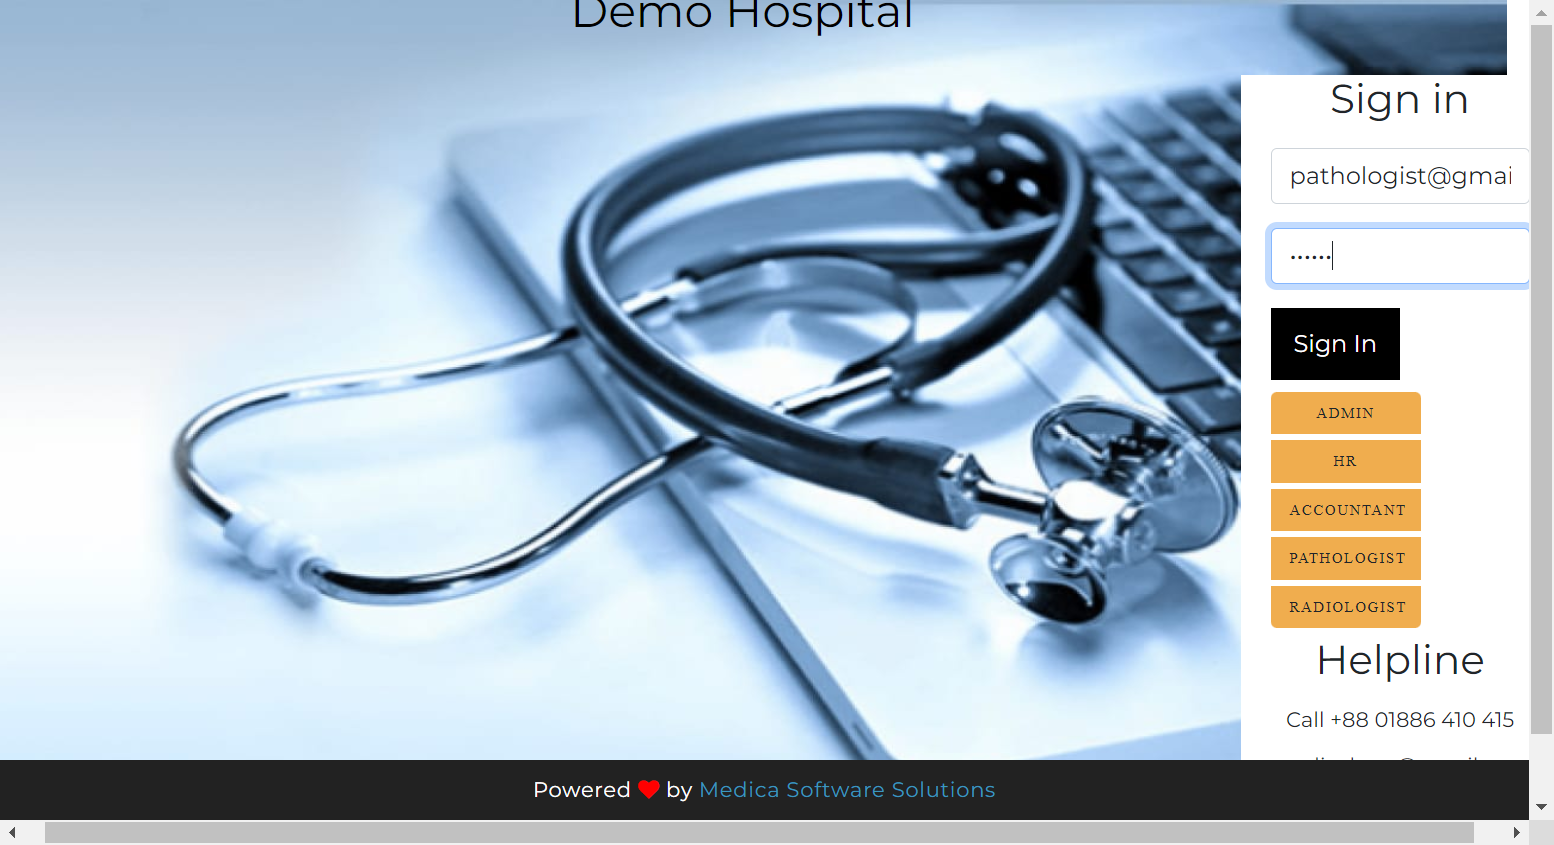 Demo Hospital
Sign in
pathologist@gmai
••••••
Sign In
ADMIN
HR
ACCOUNTANT
PATHOLOGIST
RADIOLOGIST
Helpline
Call +88 01886 410 415
Powered ❤ by Medica Software Solutions